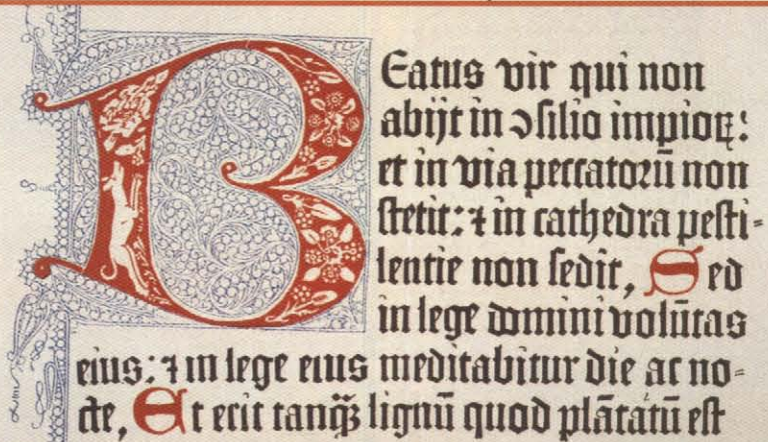 Beatus vir qui non
abijt in ↄsilio impioꝝ:
et in via peccatorū non
stetit: ⁊ in cathedra pesti-
lentie non sedit, Sed
in lege domini volūtas
eius: ⁊ in lege eius meditabitur die ac no-
cte, Et erit tanqȝ̄ lignū quod plātatū est